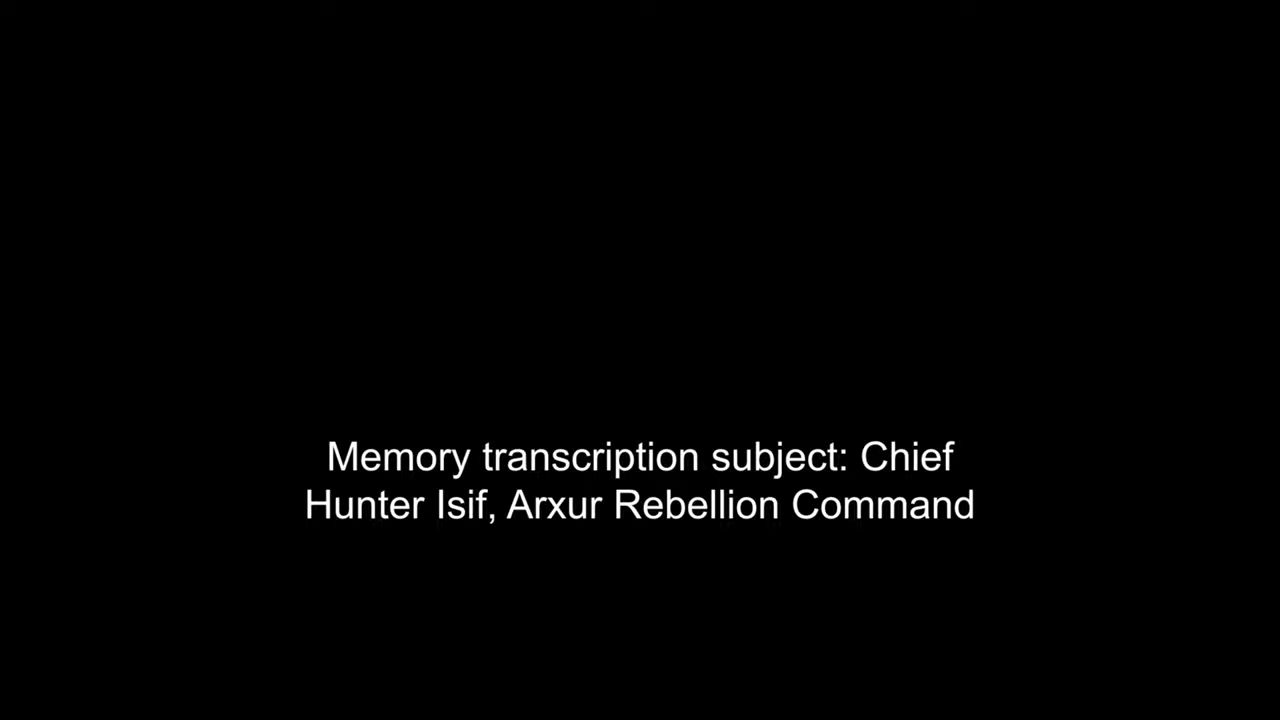 Memory transcription subject: Chief
Hunter Isif, Arxur Rebellion Command